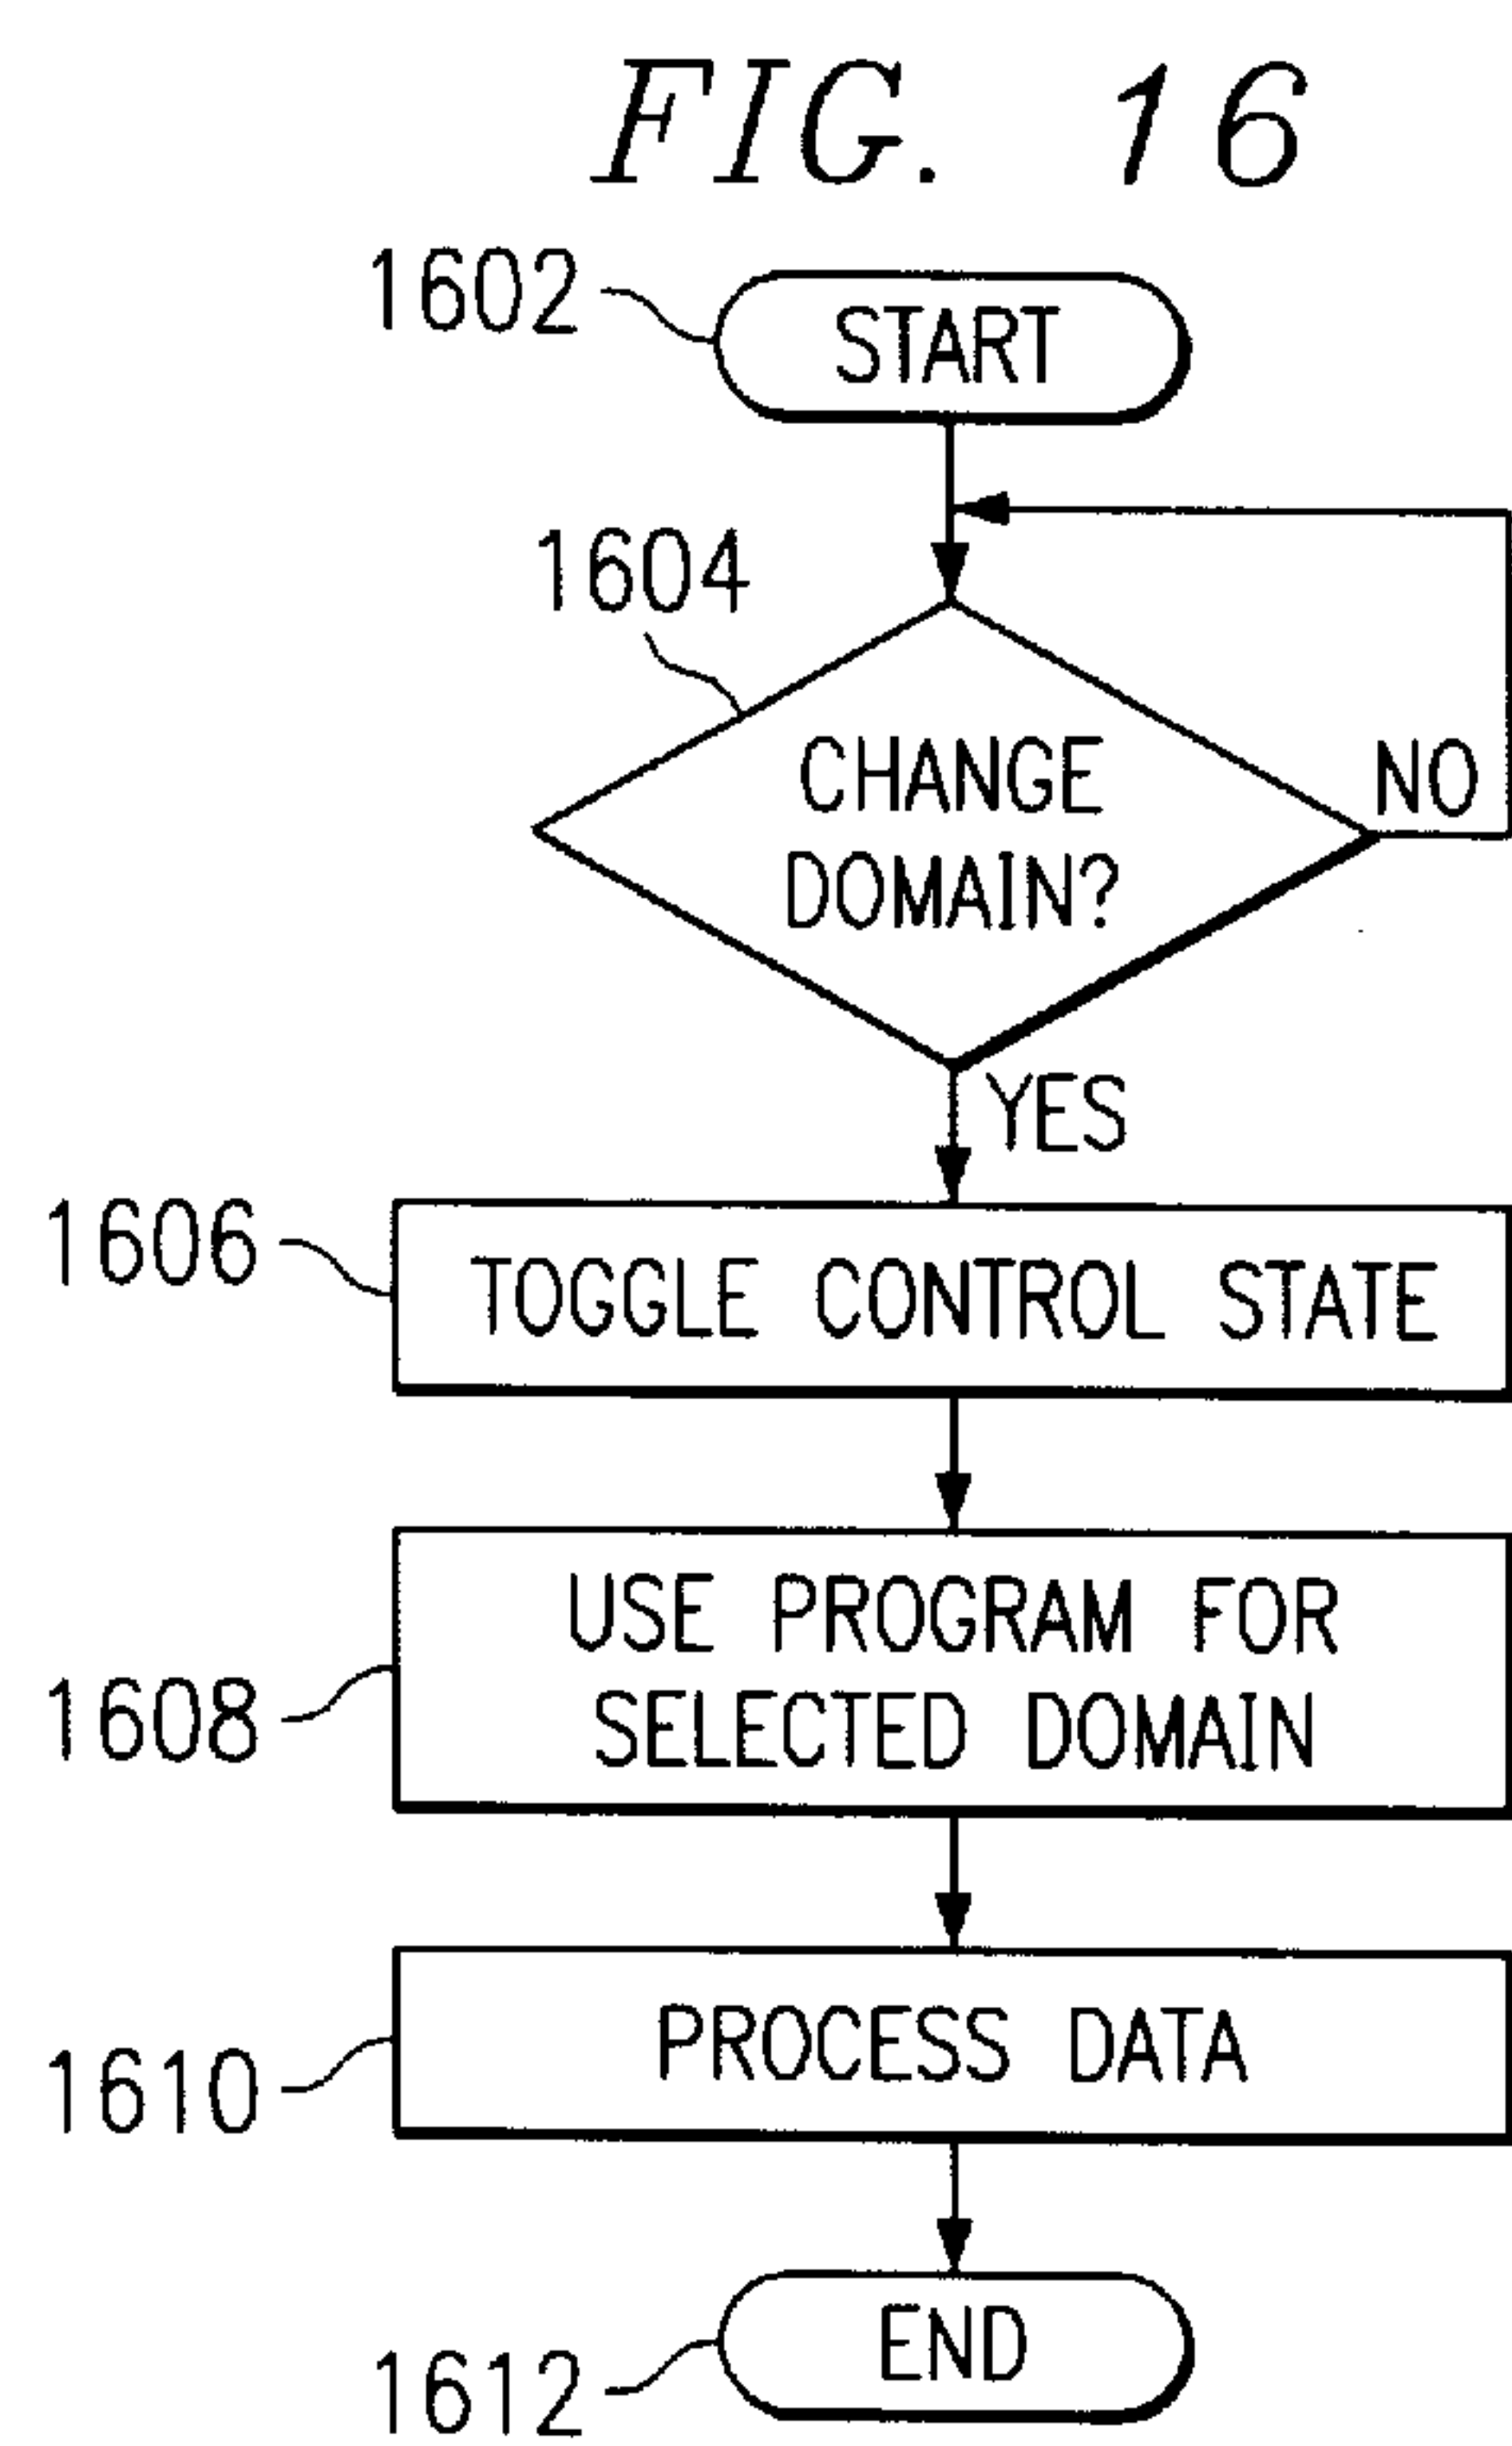 FIG. 16
1602
START
1604
CHANGE
DOMAIN?
NO
YES
1606
TOGGLE CONTROL STATE
USE PROGRAM FOR
SELECTED DOMAIN
1608
PROCESS DATA
1610
END
1612